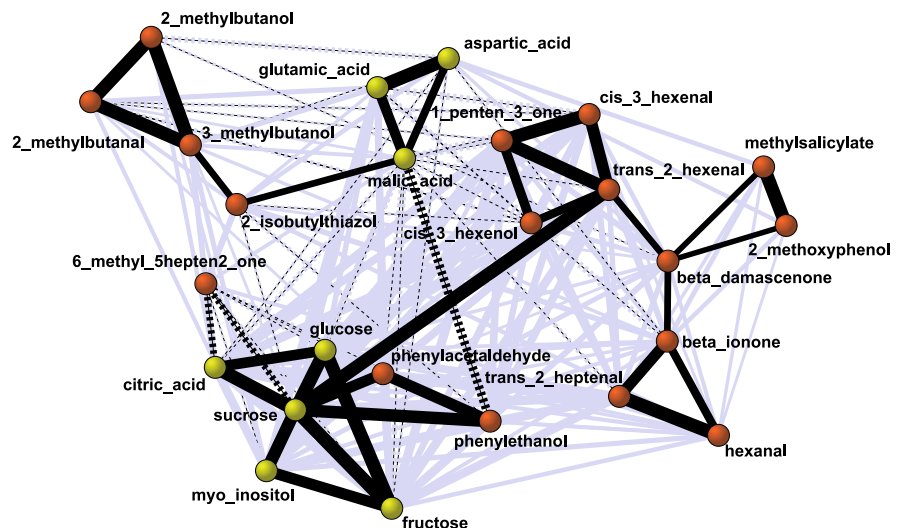 2_methylbutanol
aspartic_acid
glutamic_acid
cis_3_hexenal
1_penten_3_one
3_methylbutanol
2_methylbutanal
methylsalicylate
trans_2_hexenal
malic_acid
2_isobutylthiazol
cis_3_hexenol
2_methoxyphenol
6_methyl_5hepten2_one
beta_damascenone
glucose
beta_ionone
phenylacetaldehyde
citric_acid
trans_2_heptenal
sucrose
phenylethanol
hexanal
myo_inositol
fructose